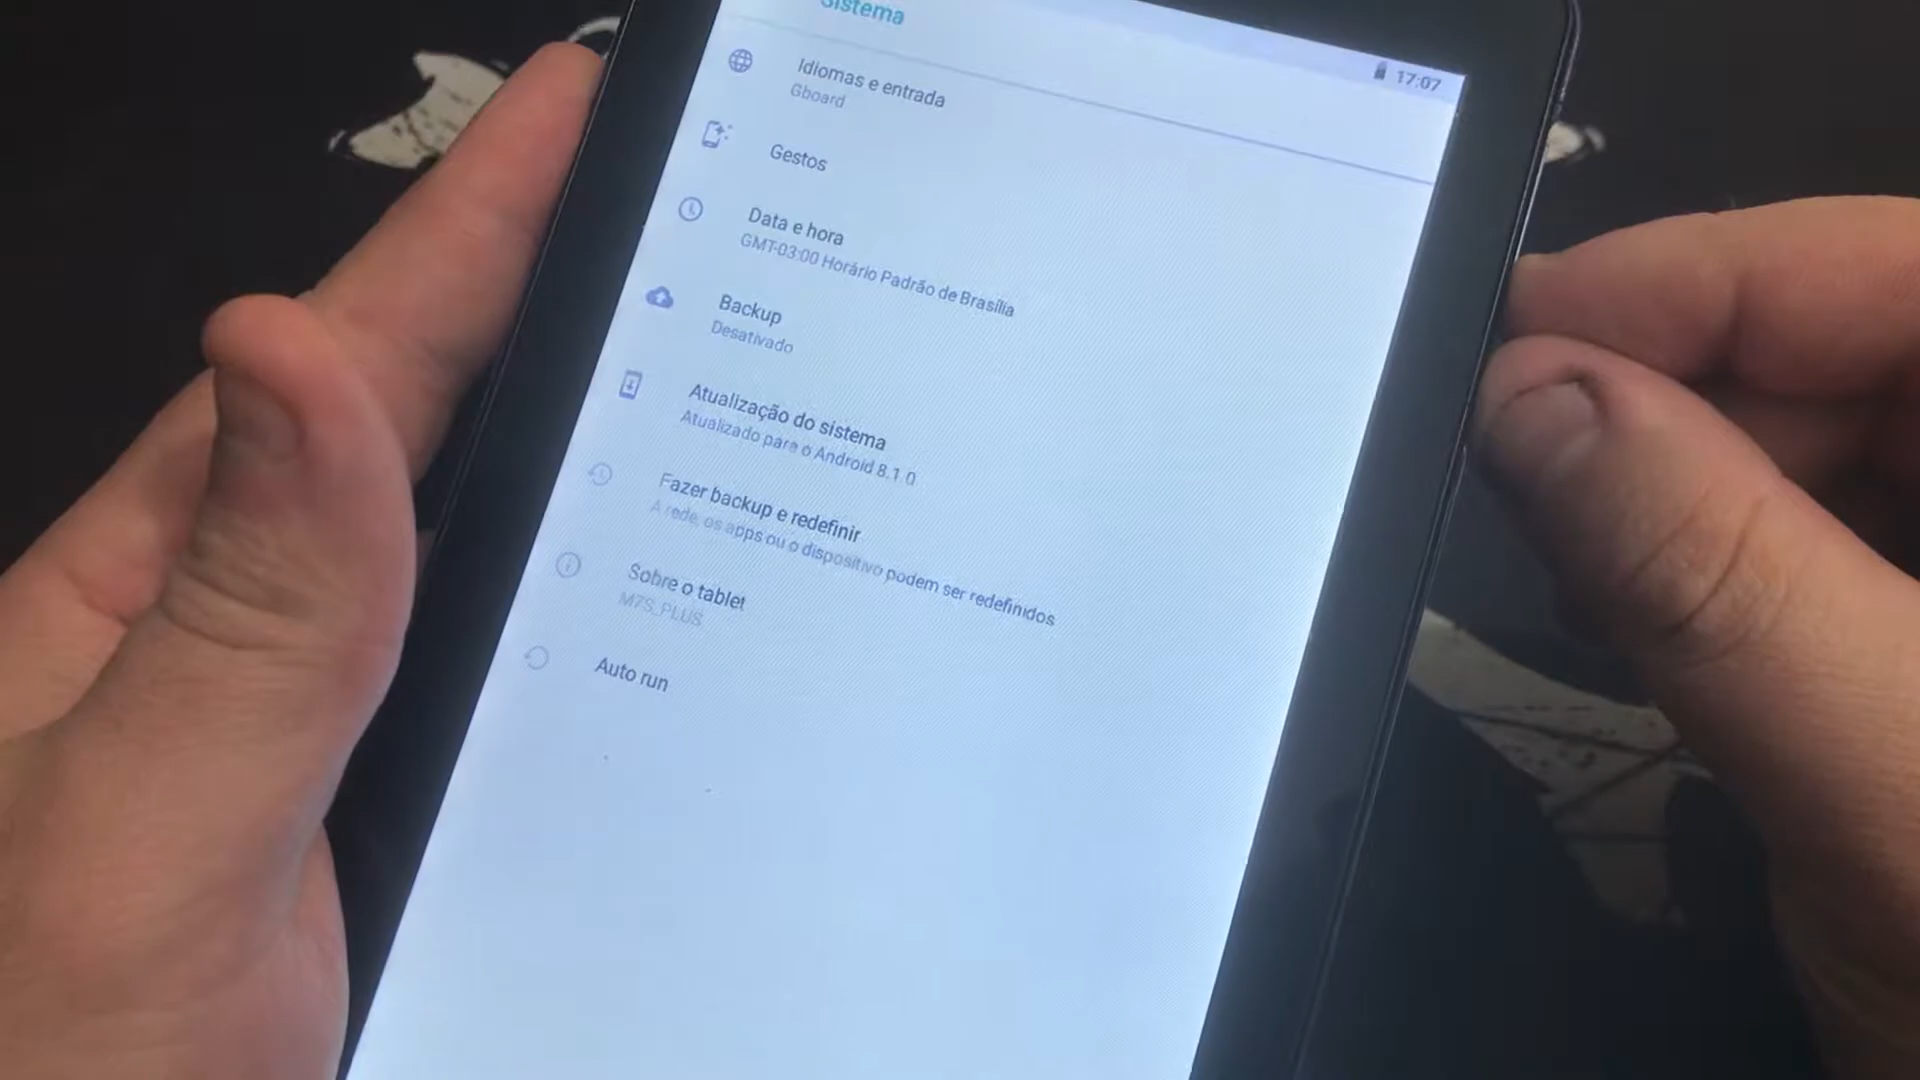 Sistema
17:07
Idiomas e entrada
Gboard
Gestos
Data e hora
GMT-03:00 Horário Padrão de Brasília
Backup
Desativado
Atualização do sistema
Atualizado para o Android 8.1.0
Fazer backup e redefinir
A rede, os apps ou o dispositivo podem ser redefinidos
Sobre o tablet
M7S_PLUS
Auto run